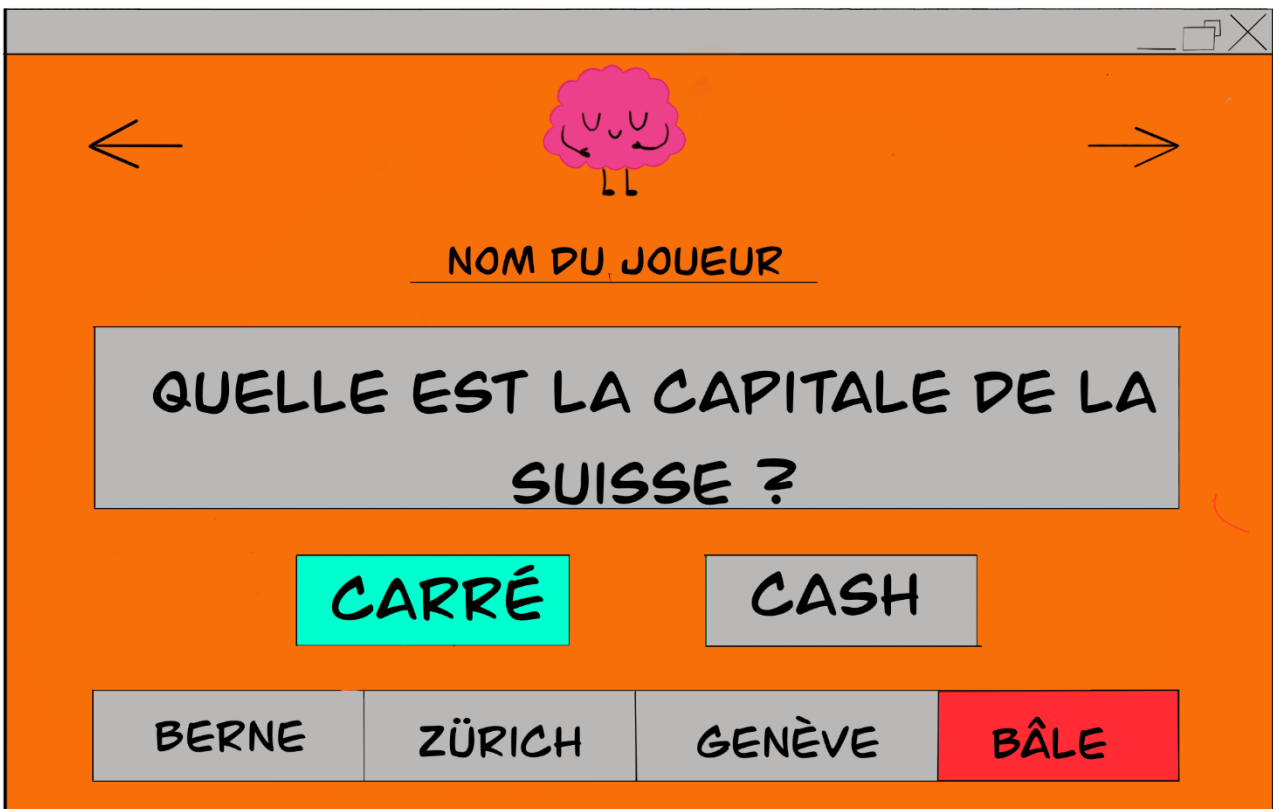 NOM DU JOUEUR
QUELLE EST LA CAPITALE DE LA
SUISSE ?
CARRÉ CASH
BERNE ZÜRICH GENÈVE BÂLE